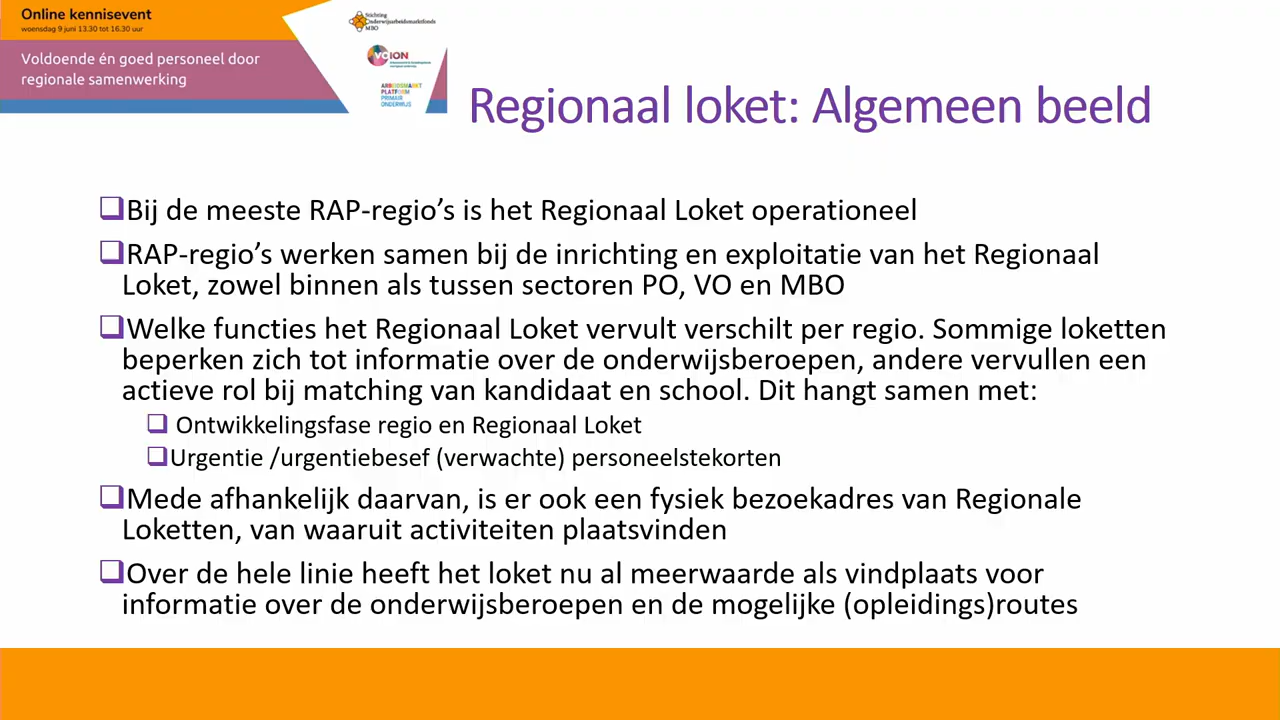 Online kennisevent
woensdag 9 juni 13.30 tot 16.30 uur
Voldoende én goed personeel door
regionale samenwerking
Stichting
Onderwijsarbeidsmarktfonds
MBO
VOION
ARBEIDSMARKT
PLATFORM
PRIMAIR
ONDERWIJS
Regionaal loket: Algemeen beeld
Bij de meeste RAP-regio’s is het Regionaal Loket operationeel
RAP-regio’s werken samen bij de inrichting en exploitatie van het Regionaal
Loket, zowel binnen als tussen sectoren PO, VO en MBO
Welke functies het Regionaal Loket vervult verschilt per regio. Sommige loketten
beperken zich tot informatie over de onderwijsberoepen, andere vervullen een
actieve rol bij matching van kandidaat en school. Dit hangt samen met:
Ontwikkelingsfase regio en Regionaal Loket
Urgentie /urgentiebesef (verwachte) personeelstekorten
Mede afhankelijk daarvan, is er ook een fysiek bezoekadres van Regionale
Loketten, van waaruit activiteiten plaatsvinden
Over de hele linie heeft het loket nu al meerwaarde als vindplaats voor
informatie over de onderwijsberoepen en de mogelijke (opleidings)routes